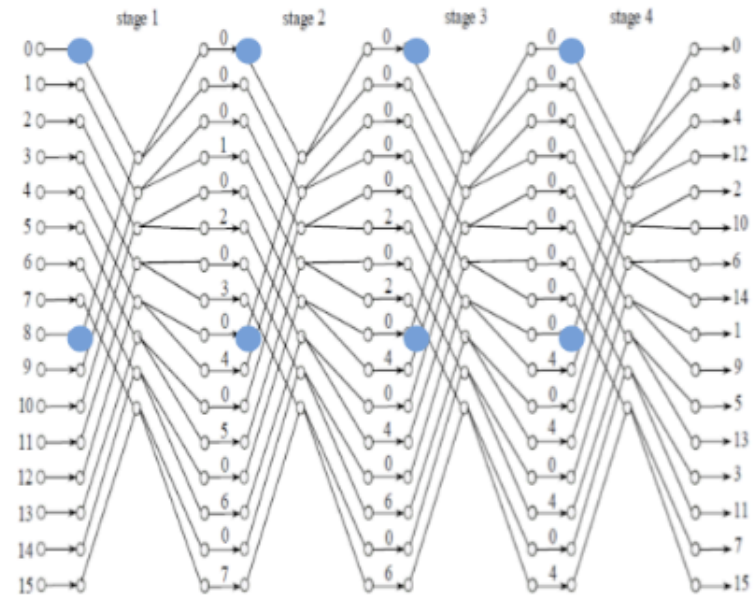 stage 1 stage 2 stage 3 stage 4
0 0 0 0 0
1 0 0 0 8
2 0 0 0 4
3 1 0 0 12
4 0 0 0 2
5 2 2 0 10
6 0 0 0 6
7 3 2 0 14
8 0 0 0 1
9 4 4 4 9
10 0 0 0 5
11 5 4 4 13
12 0 0 0 3
13 6 6 4 11
14 0 0 0 7
15 7 6 4 15